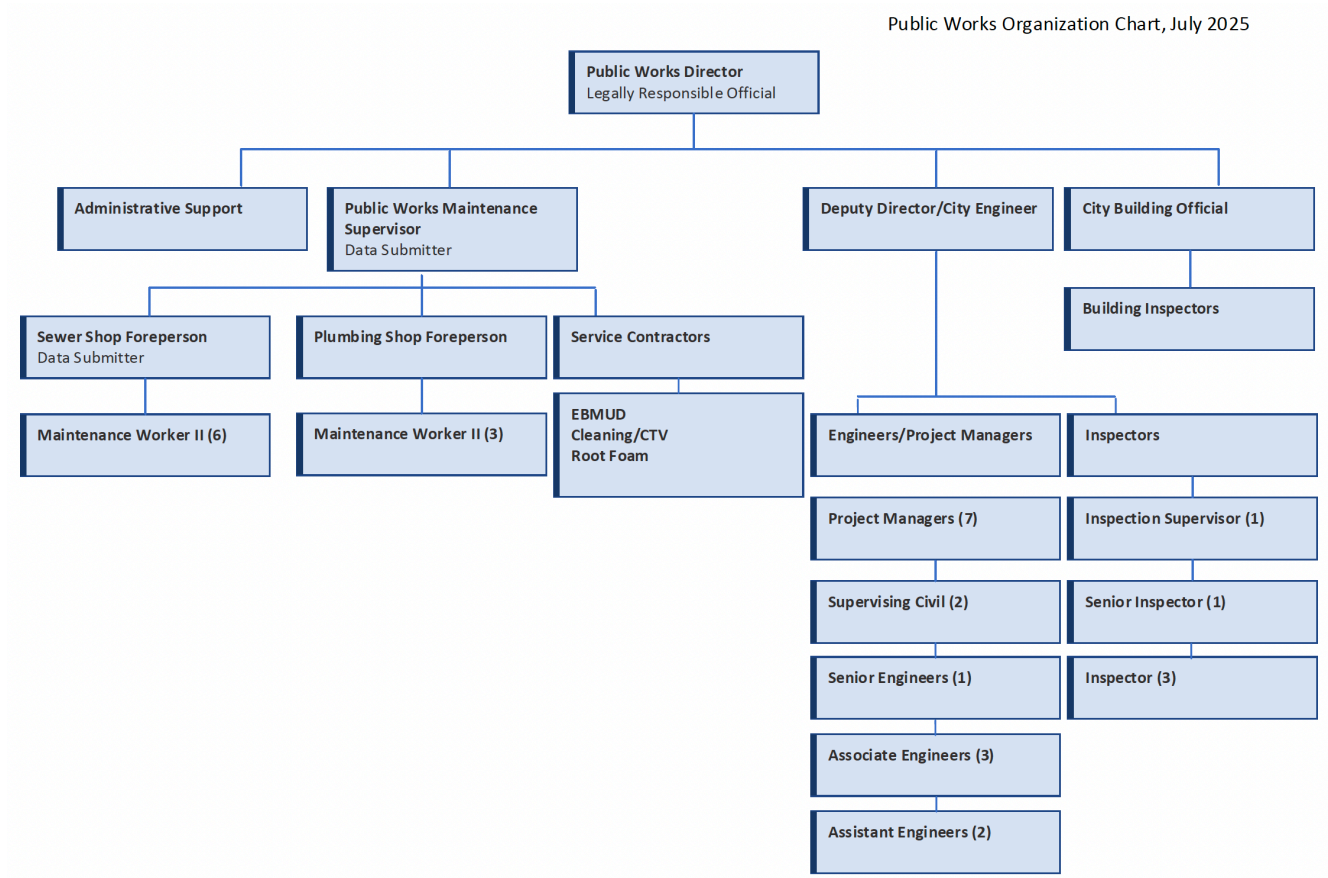 Public Works Organization Chart, July 2025
Public Works Director
Legally Responsible Official
Administrative Support
Public Works Maintenance
Supervisor
Data Submitter
Deputy Director/City Engineer
City Building Official
Building Inspectors
Sewer Shop Foreperson
Data Submitter
Plumbing Shop Foreperson
Service Contractors
Maintenance Worker II (6)
Maintenance Worker II (3)
EBMUD
Cleaning/CTV
Root Foam
Engineers/Project Managers
Inspectors
Project Managers (7)
Inspection Supervisor (1)
Supervising Civil (2)
Senior Inspector (1)
Senior Engineers (1)
Inspector (3)
Associate Engineers (3)
Assistant Engineers (2)